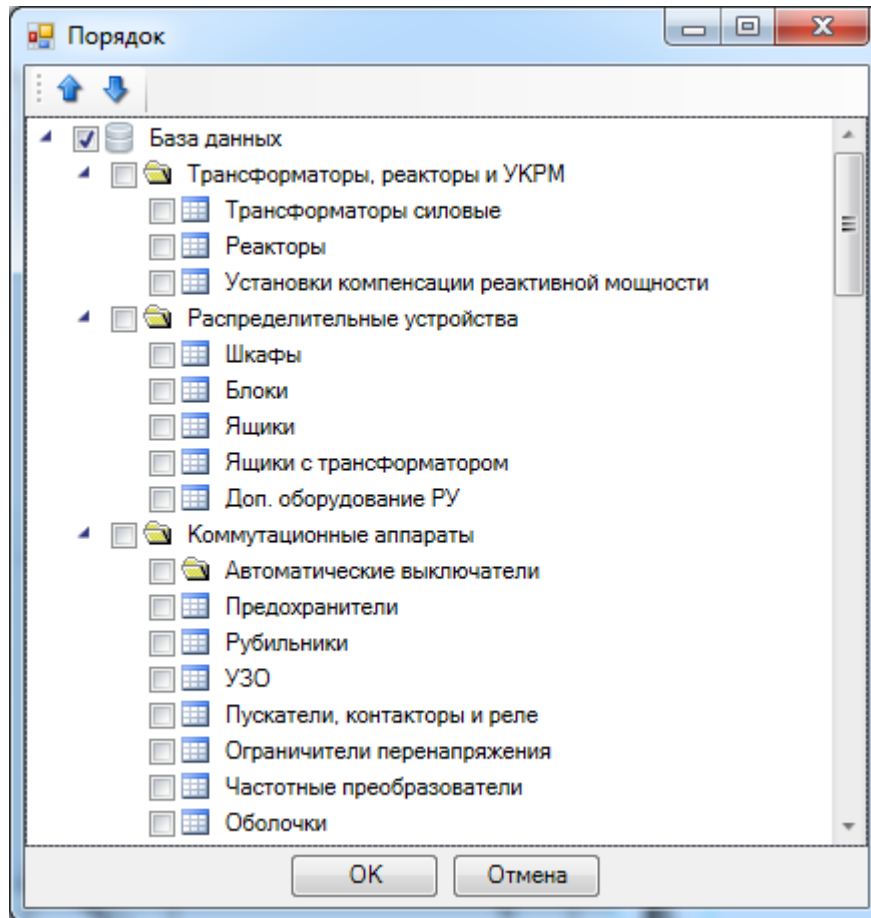 Порядок
База данных
Трансформаторы, реакторы и УКРМ
Трансформаторы силовые
Реакторы
Установки компенсации реактивной мощности
Распределительные устройства
Шкафы
Блоки
Ящики
Ящики с трансформатором
Доп. оборудование РУ
Коммутационные аппараты
Автоматические выключатели
Предохранители
Рубильники
УЗО
Пускатели, контакторы и реле
Ограничители перенапряжения
Частотные преобразователи
Оболочки
OK Отмена